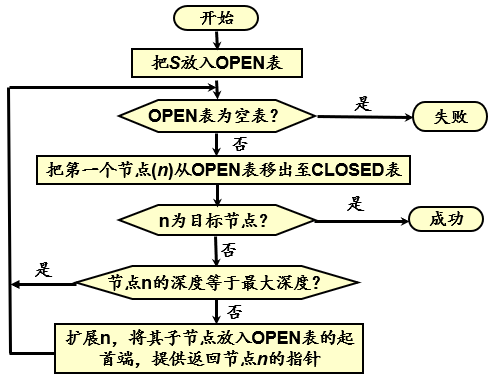 开始
把S放入OPEN表
OPEN表为空表？
是
失败
否
把第一个节点(n)从OPEN表移出至CLOSED表
n为目标节点？
是
成功
否
节点n的深度等于最大深度？
是
否
扩展n，将其子节点放入OPEN表的起
首端，提供返回节点n的指针